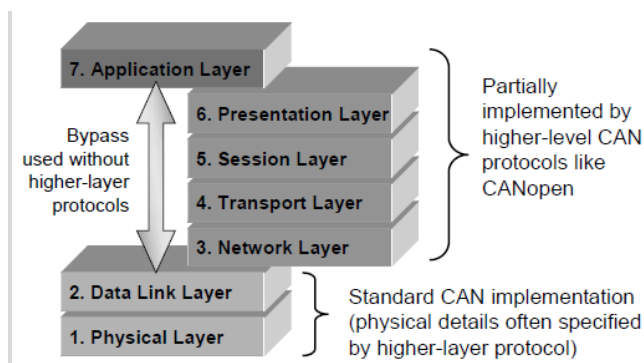 7. Application Layer
6. Presentation Layer
5. Session Layer
4. Transport Layer
3. Network Layer
2. Data Link Layer
1. Physical Layer
Bypass
used without
higher-layer
protocols
Partially
implemented by
higher-level CAN
protocols like
CANopen
Standard CAN implementation
(physical details often specified
by higher-layer protocol)